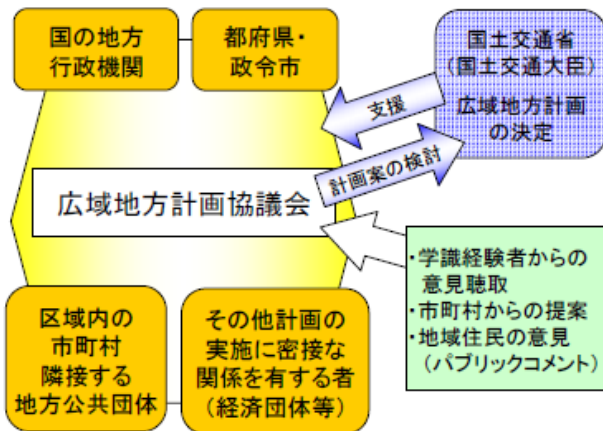 国の地方
行政機関
都府県・
政令市
国土交通省
（国土交通大臣）
広域地方計画
の決定
支援
計画案の検討
広域地方計画協議会
・学識経験者からの
意見聴取
・市町村からの提案
・地域住民の意見
（パブリックコメント）
区域内の
市町村
隣接する
地方公共団体
その他計画の
実施に密接な
関係を有する者
（経済団体等）